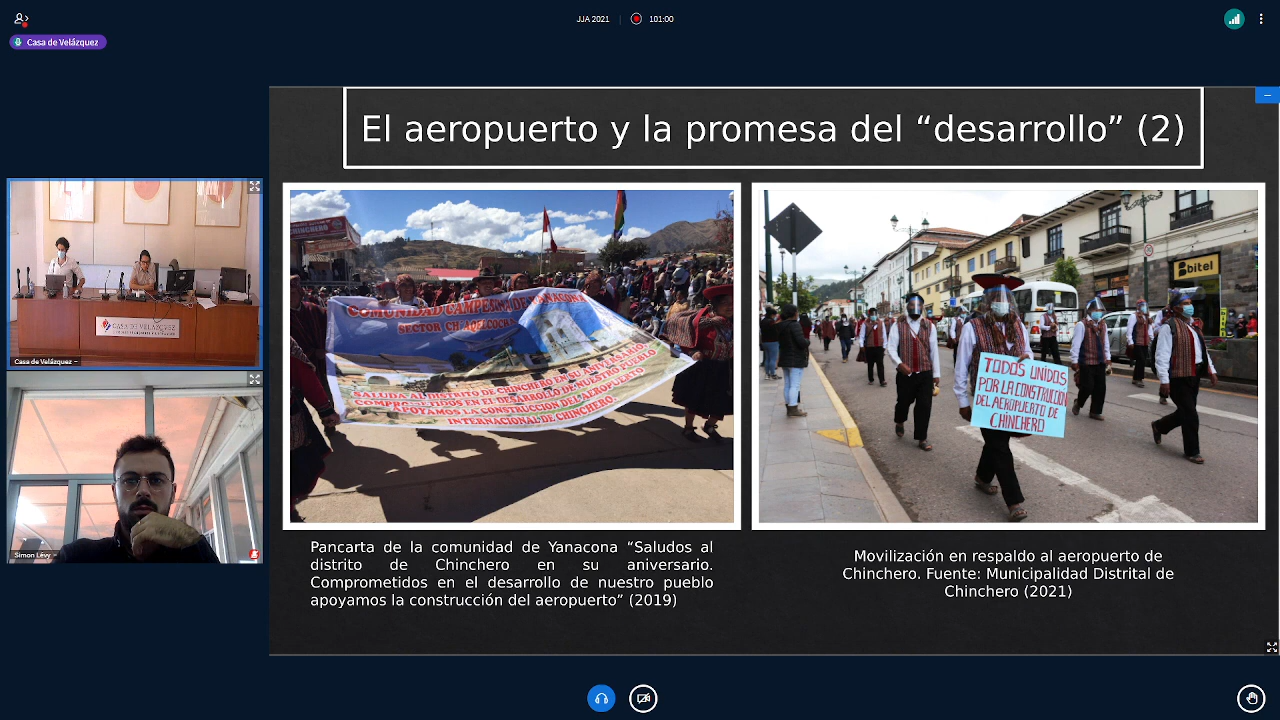 JJA 2021
101:00
Casa de Velázquez
El aeropuerto y la promesa del “desarrollo” (2)
CASA DE VELÁZQUEZ
Casa de Velázquez
Simon Lévy
CHINCHERO
COMUNIDAD CAMPESINA DE YANACONA
SECTOR
SALUDA AL DISTRITO DE CHINCHERO EN SU ANIVERSARIO.
COMPROMETIDOS EN EL DESARROLLO DE NUESTRO PUEBLO
APOYAMOS LA CONSTRUCCIÓN DEL AEROPUERTO
INTERNACIONAL DE CHINCHERO.
bitel
TODOS UNIDOS
POR LA CONSTRUCCION
DEL AEROPUERTO DE
CHINCHERO
Pancarta de la comunidad de Yanacona “Saludos al
distrito de Chinchero en su aniversario.
Comprometidos en el desarrollo de nuestro pueblo
apoyamos la construcción del aeropuerto” (2019)
Movilización en respaldo al aeropuerto de
Chinchero. Fuente: Municipalidad Distrital de
Chinchero (2021)